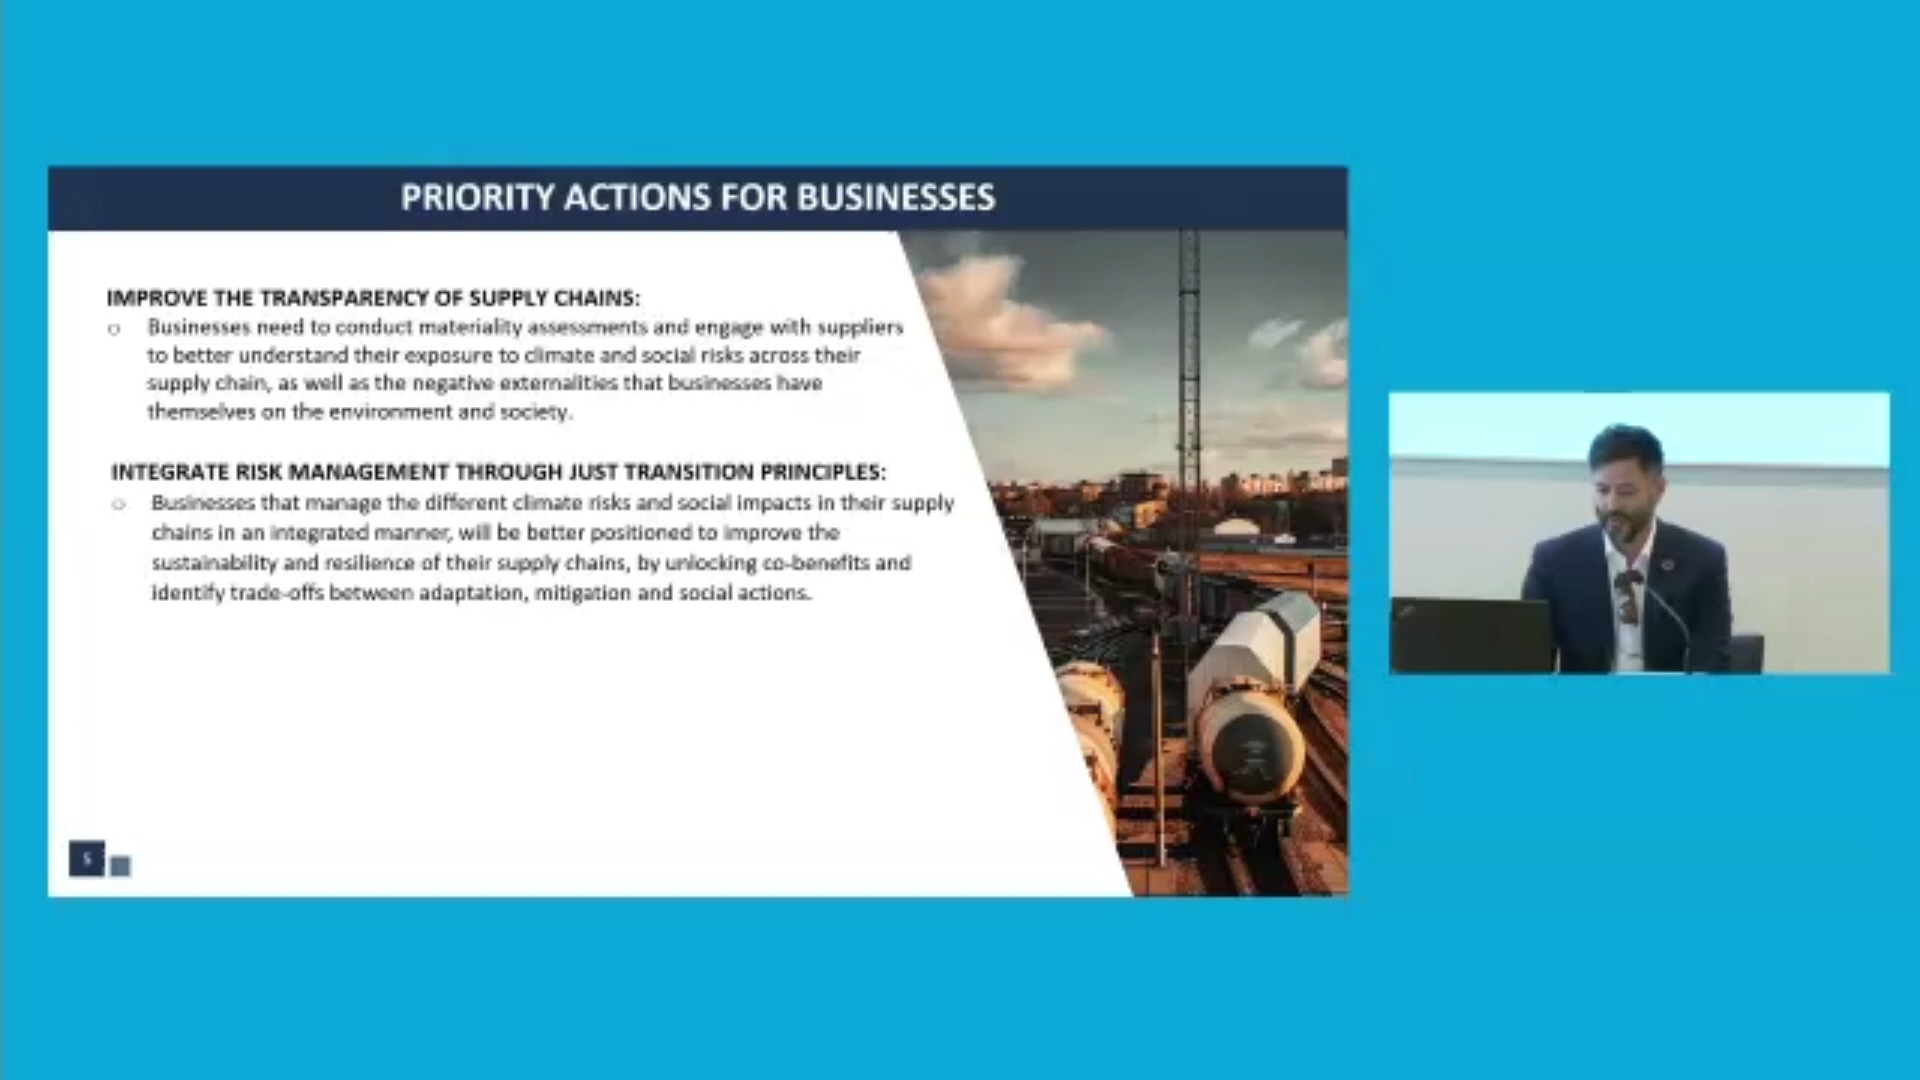 PRIORITY ACTIONS FOR BUSINESSES
IMPROVE THE TRANSPARENCY OF SUPPLY CHAINS:
○ Businesses need to conduct materiality assessments and engage with suppliers
to better understand their exposure to climate and social risks across their
supply chain, as well as the negative externalities that businesses have
themselves on the environment and society.
INTEGRATE RISK MANAGEMENT THROUGH JUST TRANSITION PRINCIPLES:
○ Businesses that manage the different climate risks and social impacts in their supply
chains in an integrated manner, will be better positioned to improve the
sustainability and resilience of their supply chains, by unlocking co-benefits and
identify trade-offs between adaptation, mitigation and social actions.
5